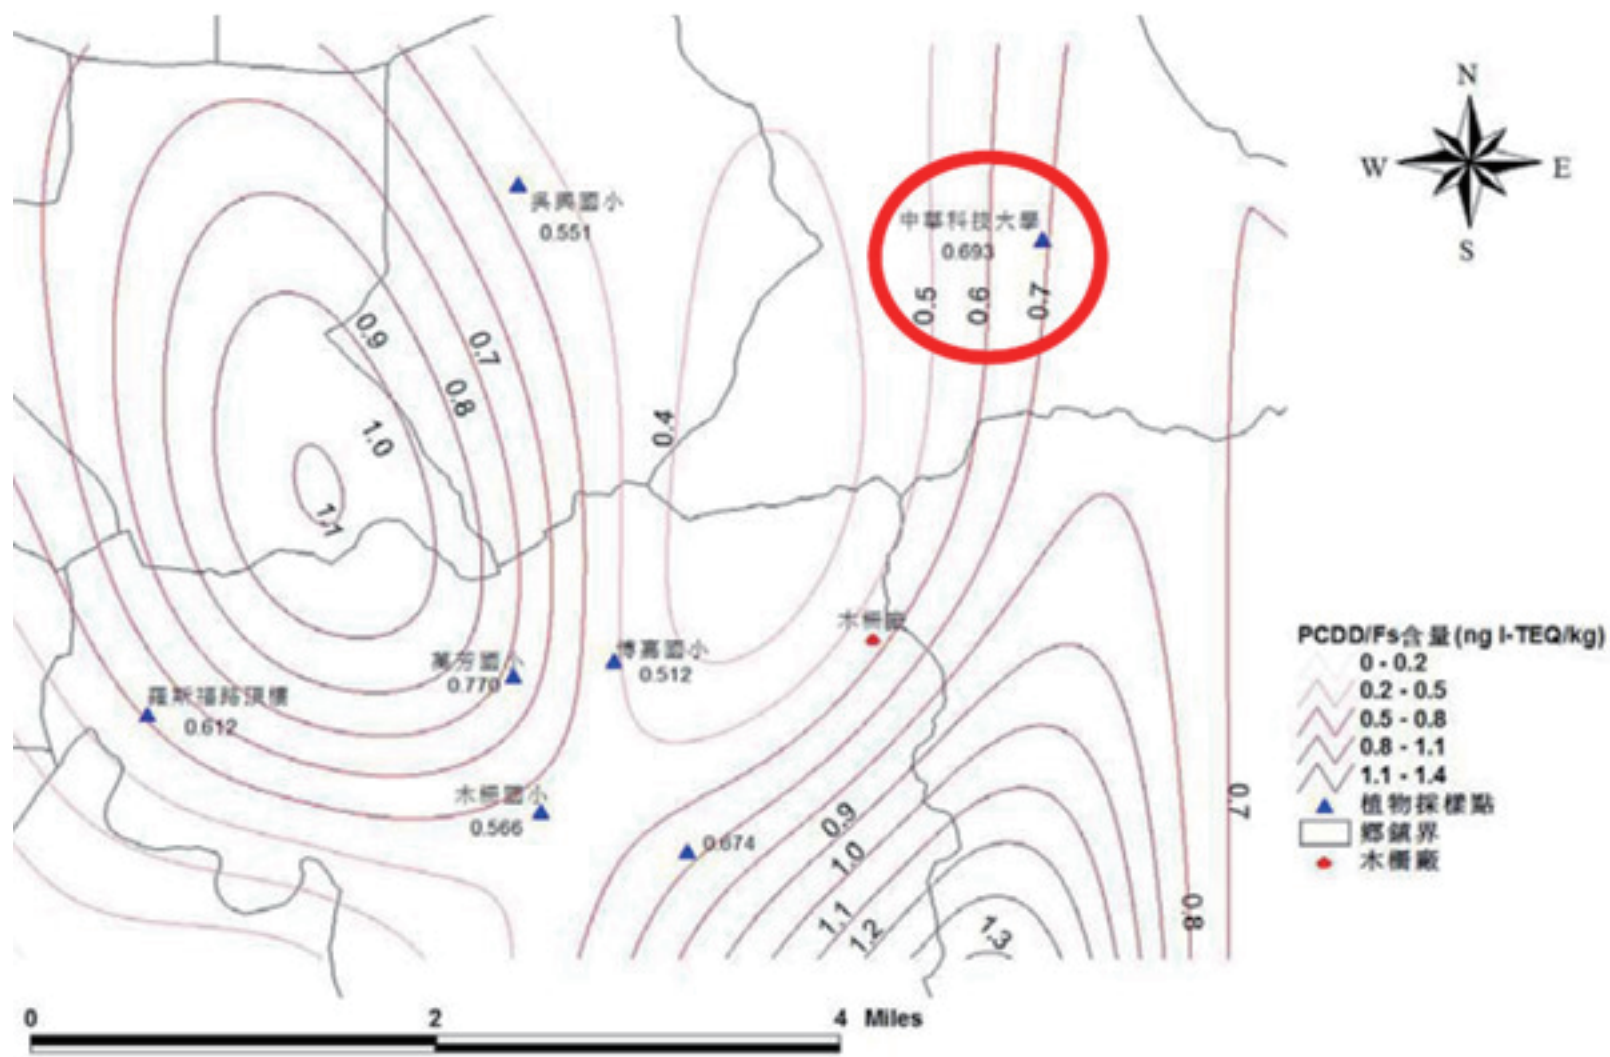 N
W
E
S
吳興國小
0.551
中華科技大學
0.693
0.5
0.6
0.7
0.9
0.7
0.8
1.0
1.1
0.4
木柵廠
博嘉國小
0.512
萬芳國小
0.770
羅斯福路頂樓
0.612
木柵國小
0.566
0.674
0.9
1.0
1.1
1.2
1.3
0.8
0.7
PCDD/Fs含量(ng I-TEQ/kg)
0 - 0.2
0.2 - 0.5
0.5 - 0.8
0.8 - 1.1
1.1 - 1.4
植物採樣點
鄉鎮界
木柵廠
0
2
4 Miles